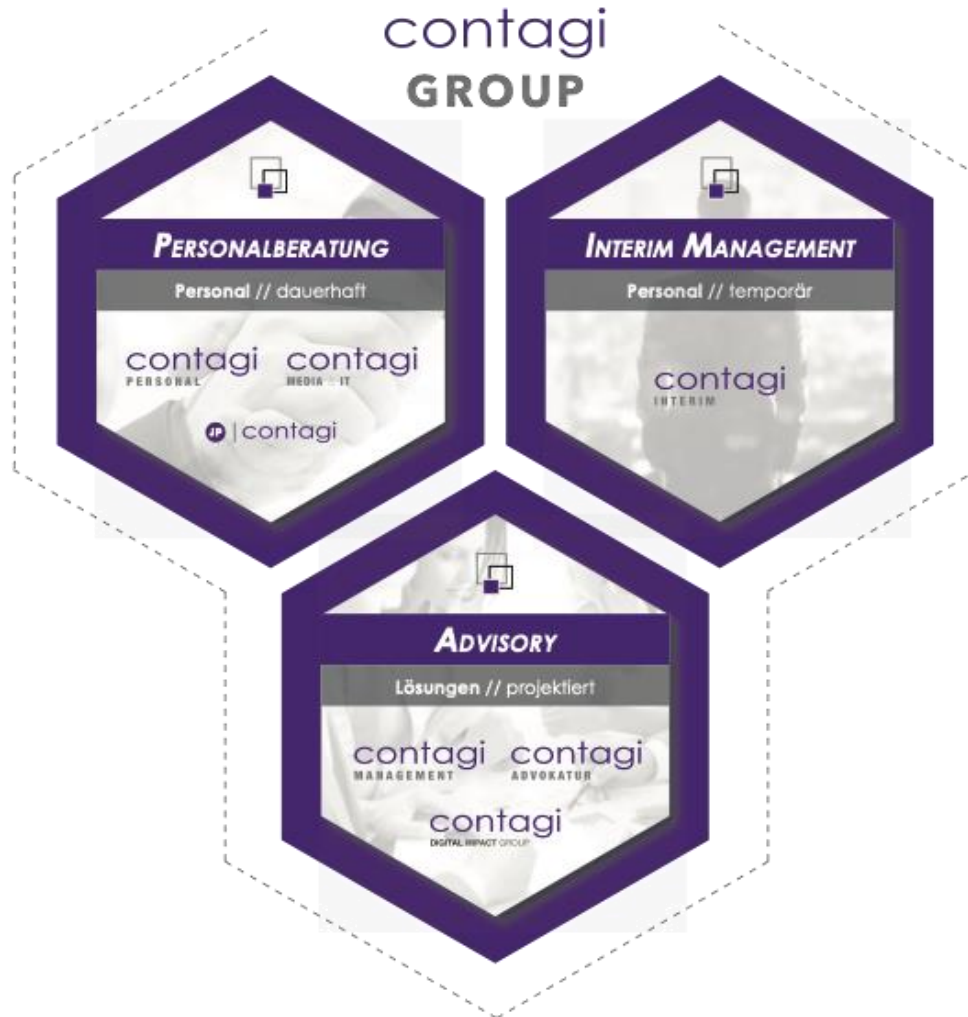 contagi
GROUP
PERSONALBERATUNG
Personal // dauerhaft
contagi
PERSONAL
contagi
MEDIA :: IT
JP | contagi
INTERIM MANAGEMENT
Personal // temporär
contagi
INTERIM
ADVISORY
Lösungen // projektiert
contagi
MANAGEMENT
contagi
ADVOKATUR
contagi
DIGITAL IMPACT GROUP